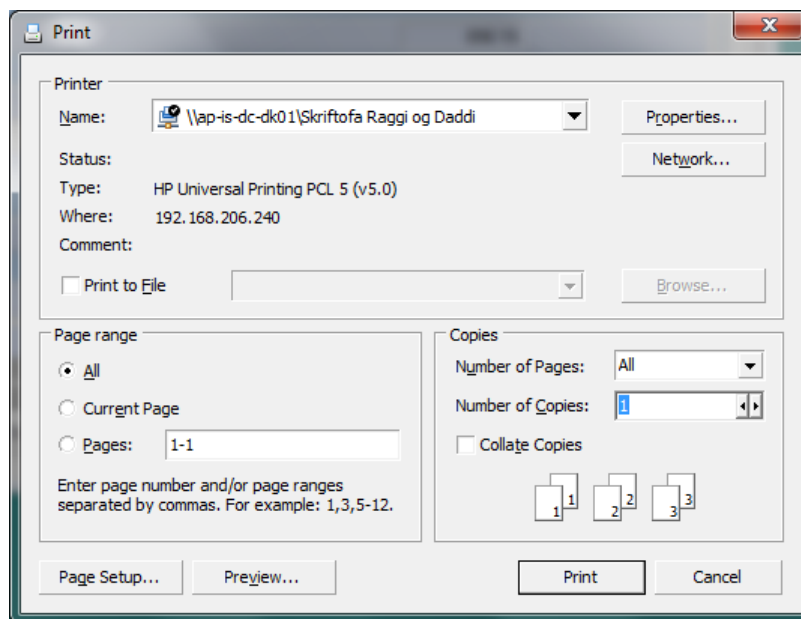 Print
Printer
Name:
\\ap-is-dc-dk01\Skriftofa Raggi og Daddi
Properties...
Status:
Network...
Type:
HP Universal Printing PCL 5 (v5.0)
Where:
192.168.206.240
Comment:
Print to File
Browse...
Page range
All
Current Page
Pages:
1-1
Enter page number and/or page ranges
separated by commas. For example: 1,3,5-12.
Copies
Number of Pages:
All
Number of Copies:
1
Collate Copies
1 1 2 2 3 3
Page Setup...
Preview...
Print
Cancel